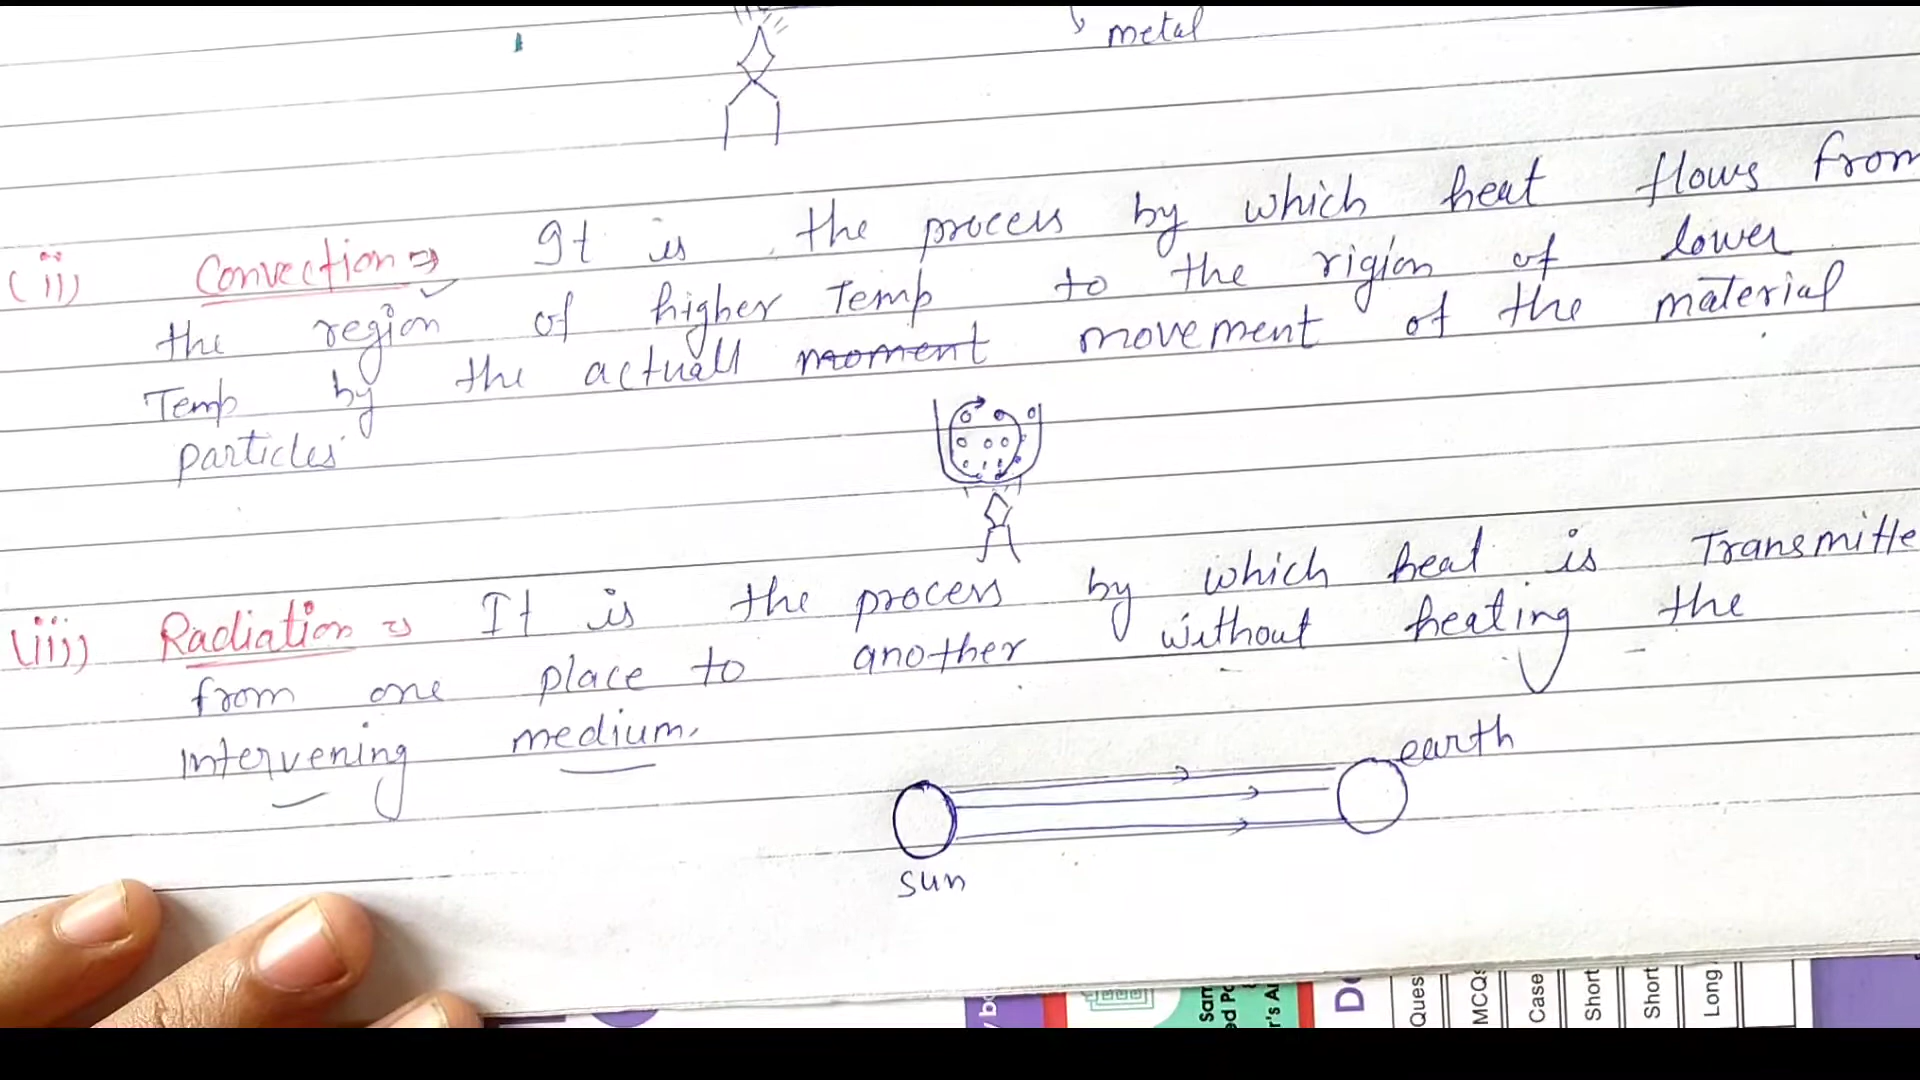 metal
(ii) Convection ⇒ It is the process by which heat flows from
the region of higher Temp to the rigion of lower
Temp by the actuall moment movement of the material
particles
(iii) Radiation ⇒ It is the process by which heat is Transmitte
from one place to another without heating the
intervening medium.
earth
sun
Sam
ed Pa
r's A
Ques
MCQs
Case
Short
Short
Long